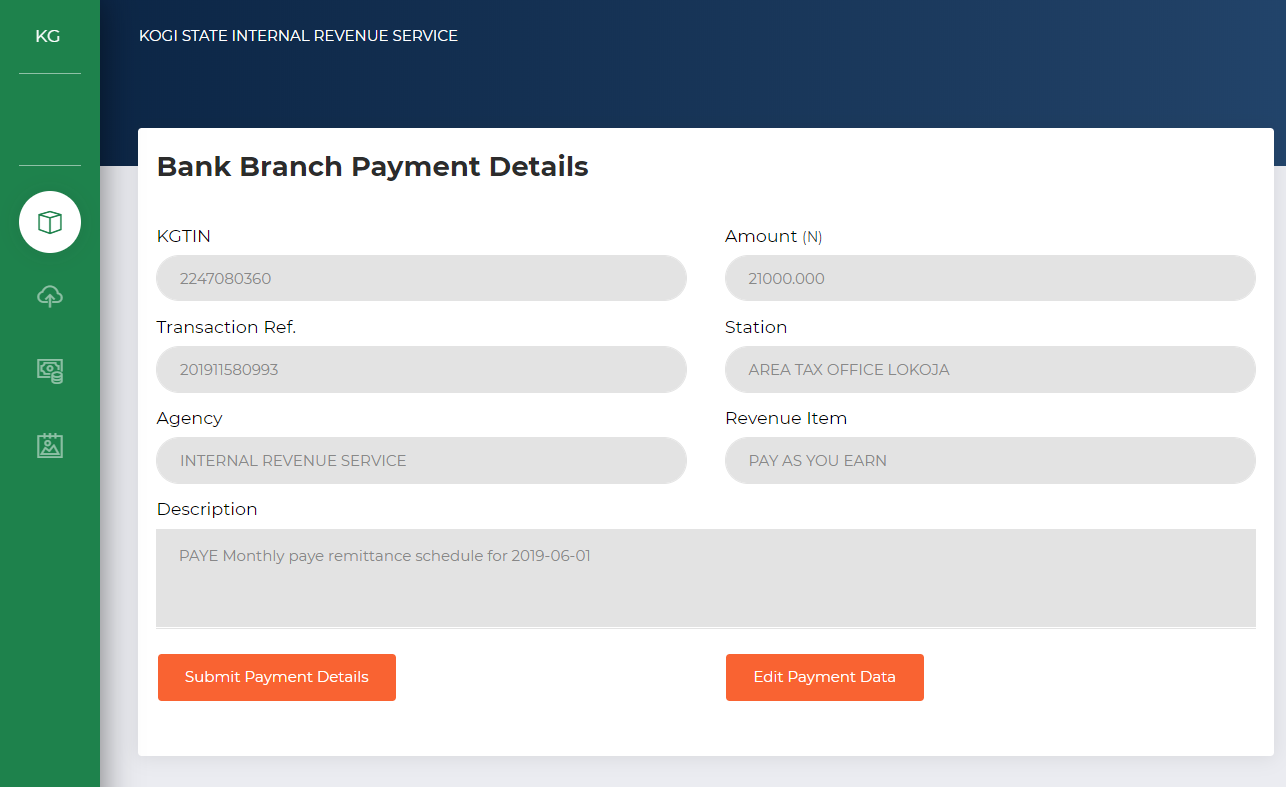 KG
KOGI STATE INTERNAL REVENUE SERVICE
Bank Branch Payment Details
KGTIN
Amount (N)
2247080360
21000.000
Transaction Ref.
Station
201911580993
AREA TAX OFFICE LOKOJA
Agency
Revenue Item
INTERNAL REVENUE SERVICE
PAY AS YOU EARN
Description
PAYE Monthly paye remittance schedule for 2019-06-01
Submit Payment Details
Edit Payment Data